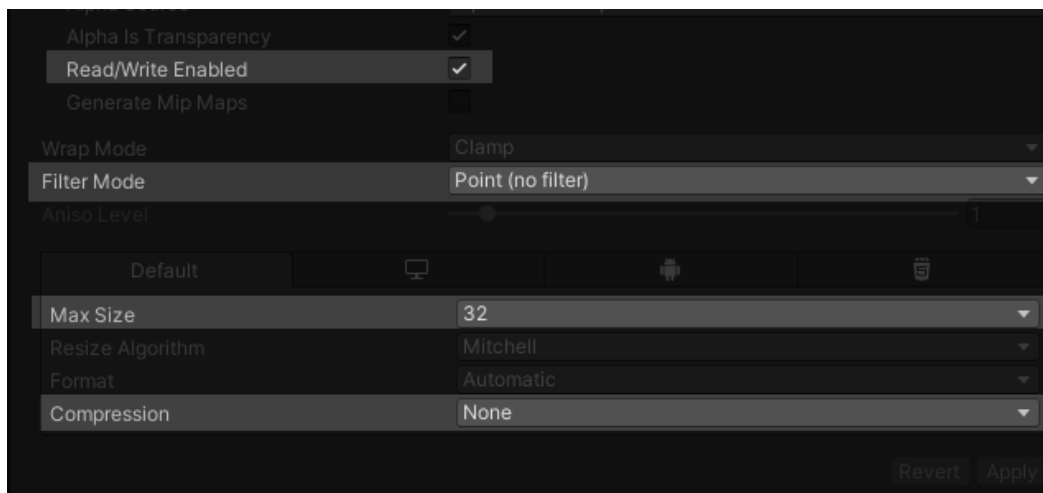 Alpha Is Transparency
Read/Write Enabled
Generate Mip Maps
Wrap Mode Clamp
Filter Mode Point (no filter)
Aniso Level 1
Default
Max Size 32
Resize Algorithm Mitchell
Format Automatic
Compression None
Revert Apply